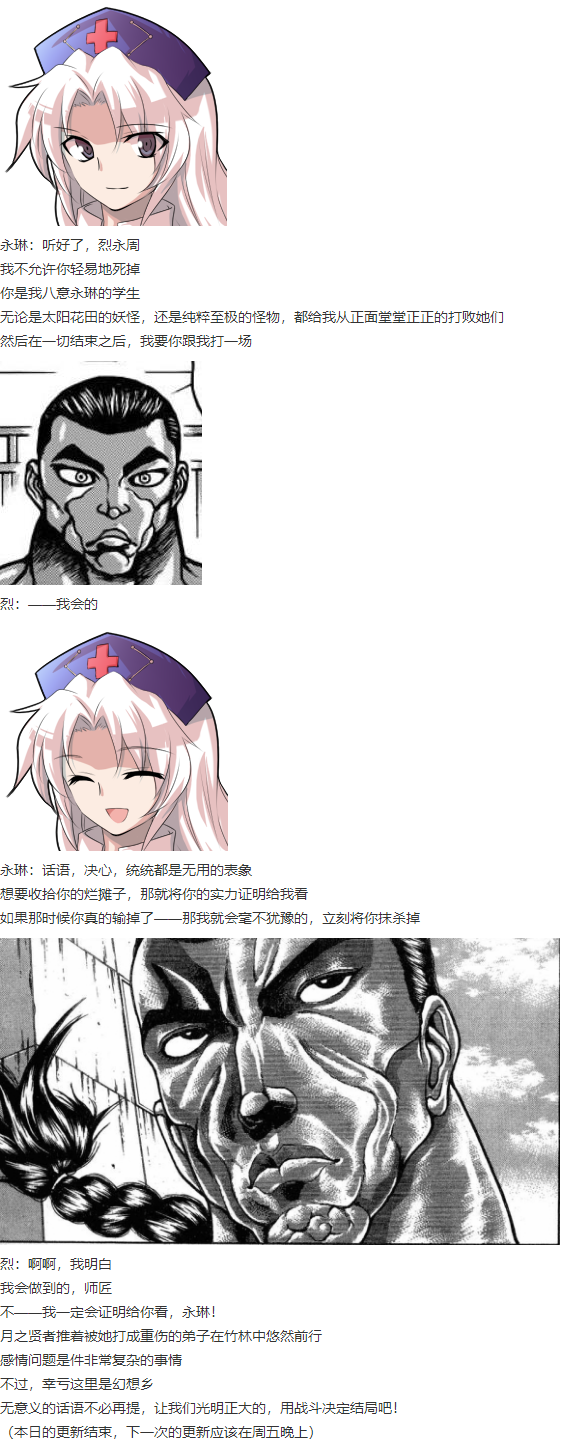 永琳：听好了，烈永周
我不允许你轻易地死掉
你是我八意永琳的学生
无论是太阳花田的妖怪，还是纯粹至极的怪物，都给我从正面堂堂正正的打败她们
然后在一切结束之后，我要你跟我打一场
烈：——我会的
永琳：话语，决心，统统都是无用的表象
想要收拾你的烂摊子，那就将你的实力证明给我看
如果那时候你真的输掉了——那我就会毫不犹豫的，立刻将你抹杀掉
烈：啊啊，我明白
我会做到的，师匠
不——我一定会证明给你看，永琳！
月之贤者推着被她打成重伤的弟子在竹林中悠然前行
感情问题是件非常复杂的事情
不过，幸亏这里是幻想乡
无意义的话语不必再提，让我们光明正大的，用战斗决定结局吧！
（本日的更新结束，下一次的更新应该在周五晚上）